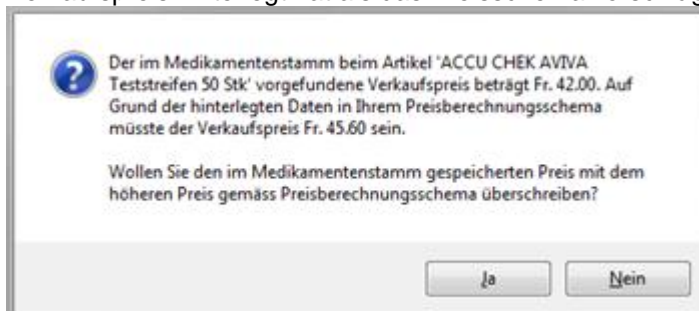 Der im Medikamentenstamm beim Artikel 'ACCU CHEK AVIVA
Teststreifen 50 Stk' vorgefundene Verkaufspreis beträgt Fr. 42.00. Auf
Grund der hinterlegten Daten in Ihrem Preisberechnungsschema
müsste der Verkaufspreis Fr. 45.60 sein.
Wollen Sie den im Medikamentenstamm gespeicherten Preis mit dem
höheren Preis gemäss Preisberechnungsschema überschreiben?
Ja Nein